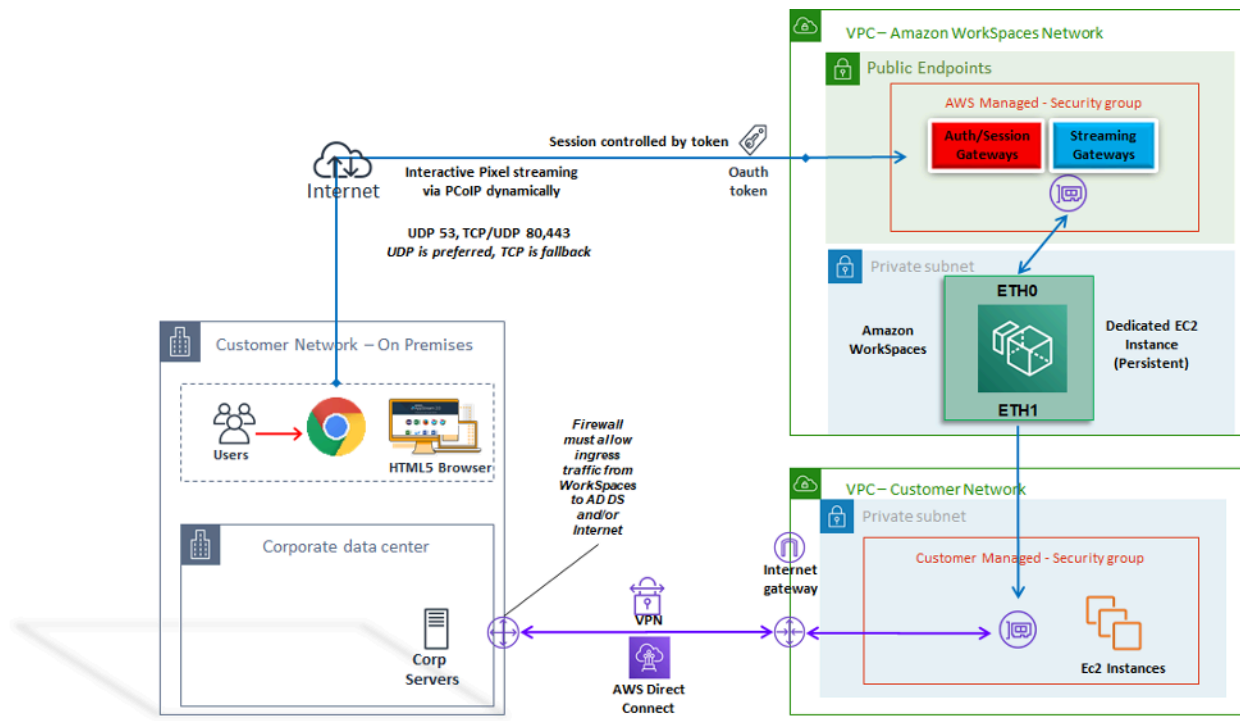 VPC – Amazon WorkSpaces Network
Public Endpoints
AWS Managed - Security group
Auth/Session
Gateways
Streaming
Gateways
Session controlled by token
Oauth
token
Internet
Interactive Pixel streaming
via PCoIP dynamically
UDP 53, TCP/UDP 80,443
UDP is preferred, TCP is fallback
Private subnet
ETH0
Amazon
WorkSpaces
Dedicated EC2
Instance
(Persistent)
ETH1
Customer Network – On Premises
Users
HTML5 Browser
Firewall
must allow
ingress
traffic from
WorkSpaces
to AD DS
and/or
Internet
Corporate data center
Corp
Servers
VPN
AWS Direct
Connect
Internet
gateway
VPC – Customer Network
Private subnet
Customer Managed - Security group
Ec2 Instances